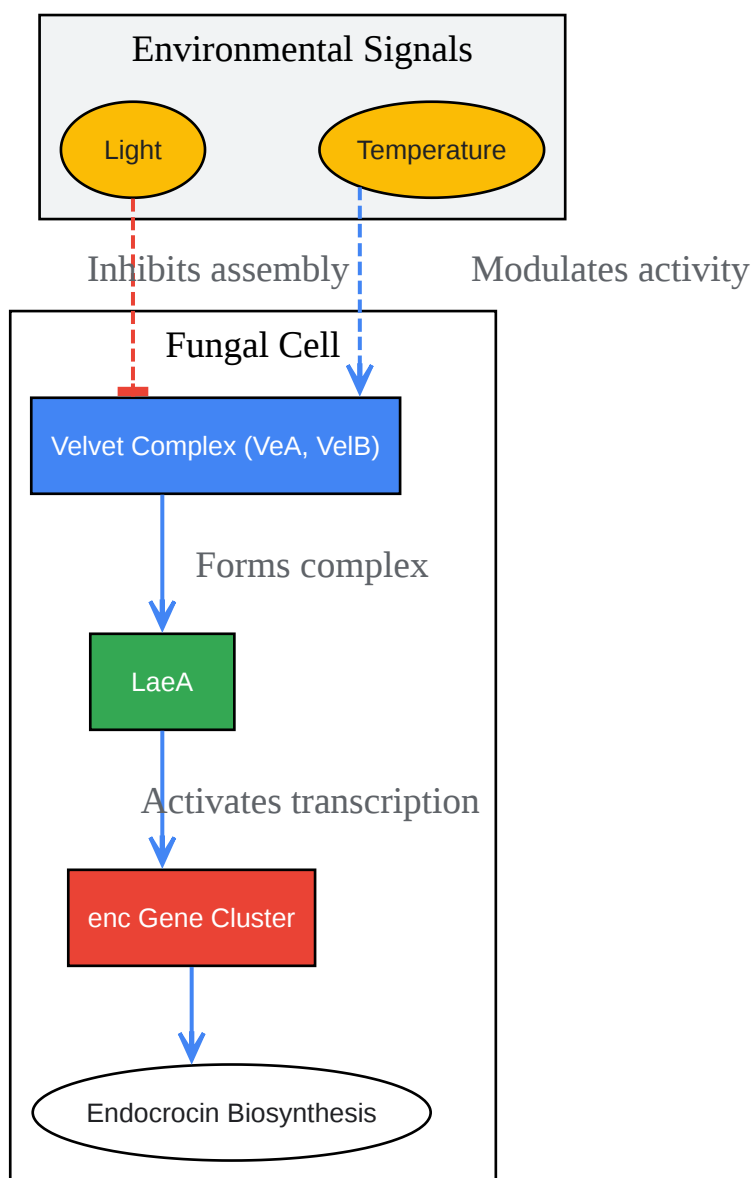 Environmental Signals
Light
Temperature
Inhibits assembly
Modulates activity
Fungal Cell
Velvet Complex (VeA, VelB)
Forms complex
LaeA
Activates transcription
enc Gene Cluster
Endocrocin Biosynthesis